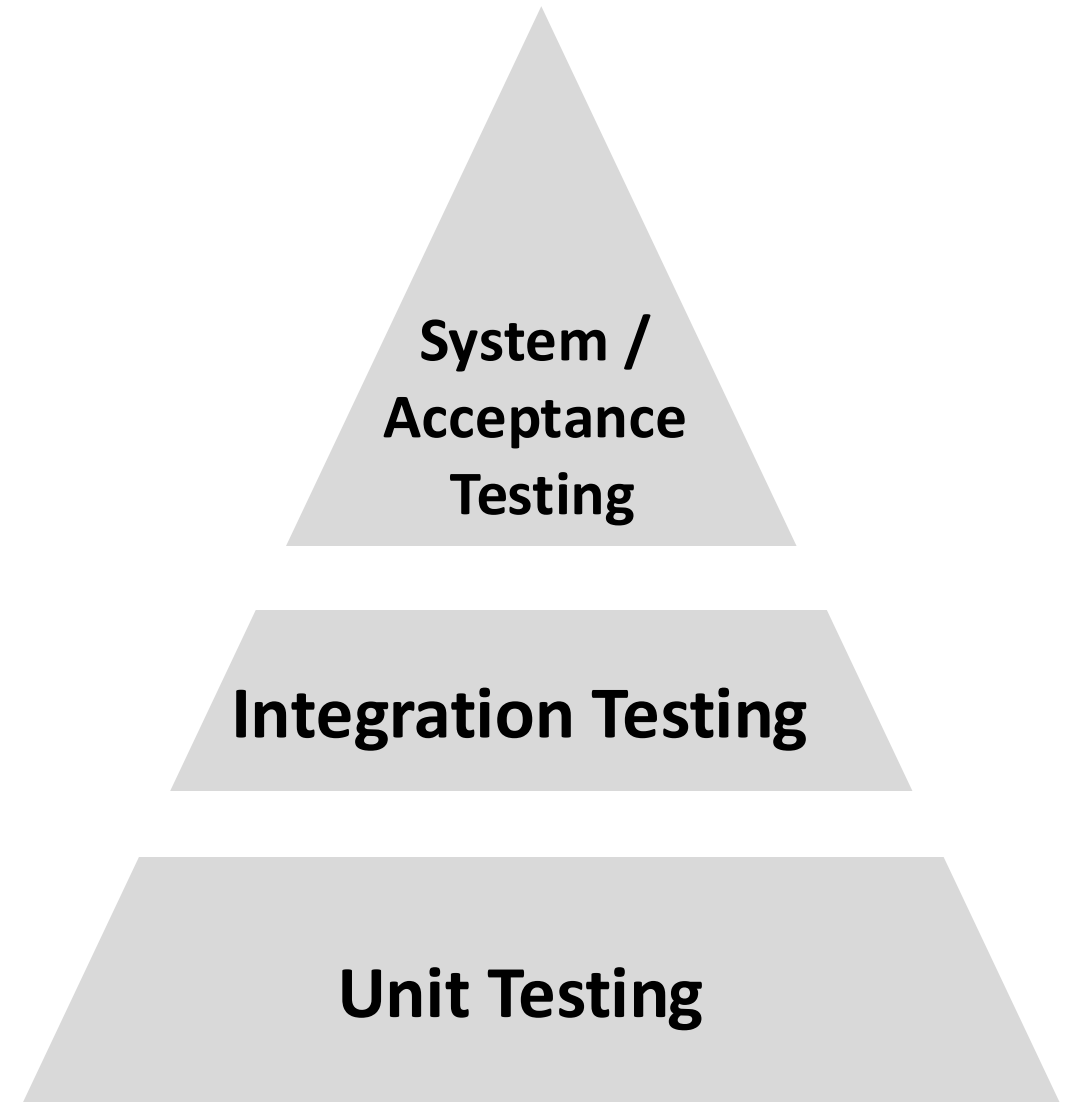 System /
Acceptance
Testing
Integration Testing
Unit Testing